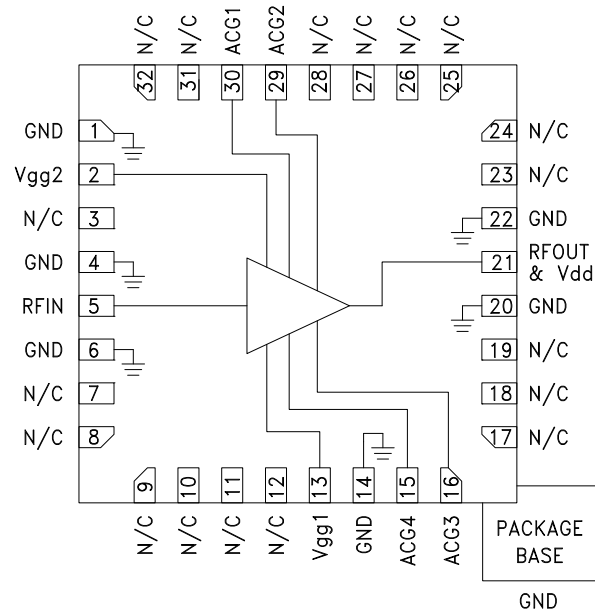 N/C N/C ACG1 ACG2 N/C N/C N/C N/C
32 31 30 29 28 27 26 25
GND 1
Vgg2 2
N/C 3
GND 4
RFIN 5
GND 6
N/C 7
N/C 8
24 N/C
23 N/C
22 GND
21 RFOUT
& Vdd
20 GND
19 N/C
18 N/C
17 N/C
9 10 11 12 13 14 15 16
N/C N/C N/C N/C Vgg1 GND ACG4 ACG3
PACKAGE
BASE
GND